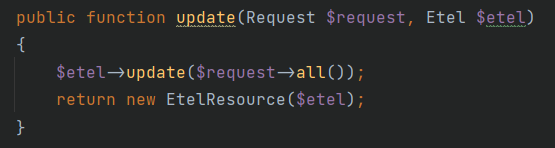 public function update(Request $request, Etel $etel)
{
    $etel->update($request->all());
    return new EtelResource($etel);
}